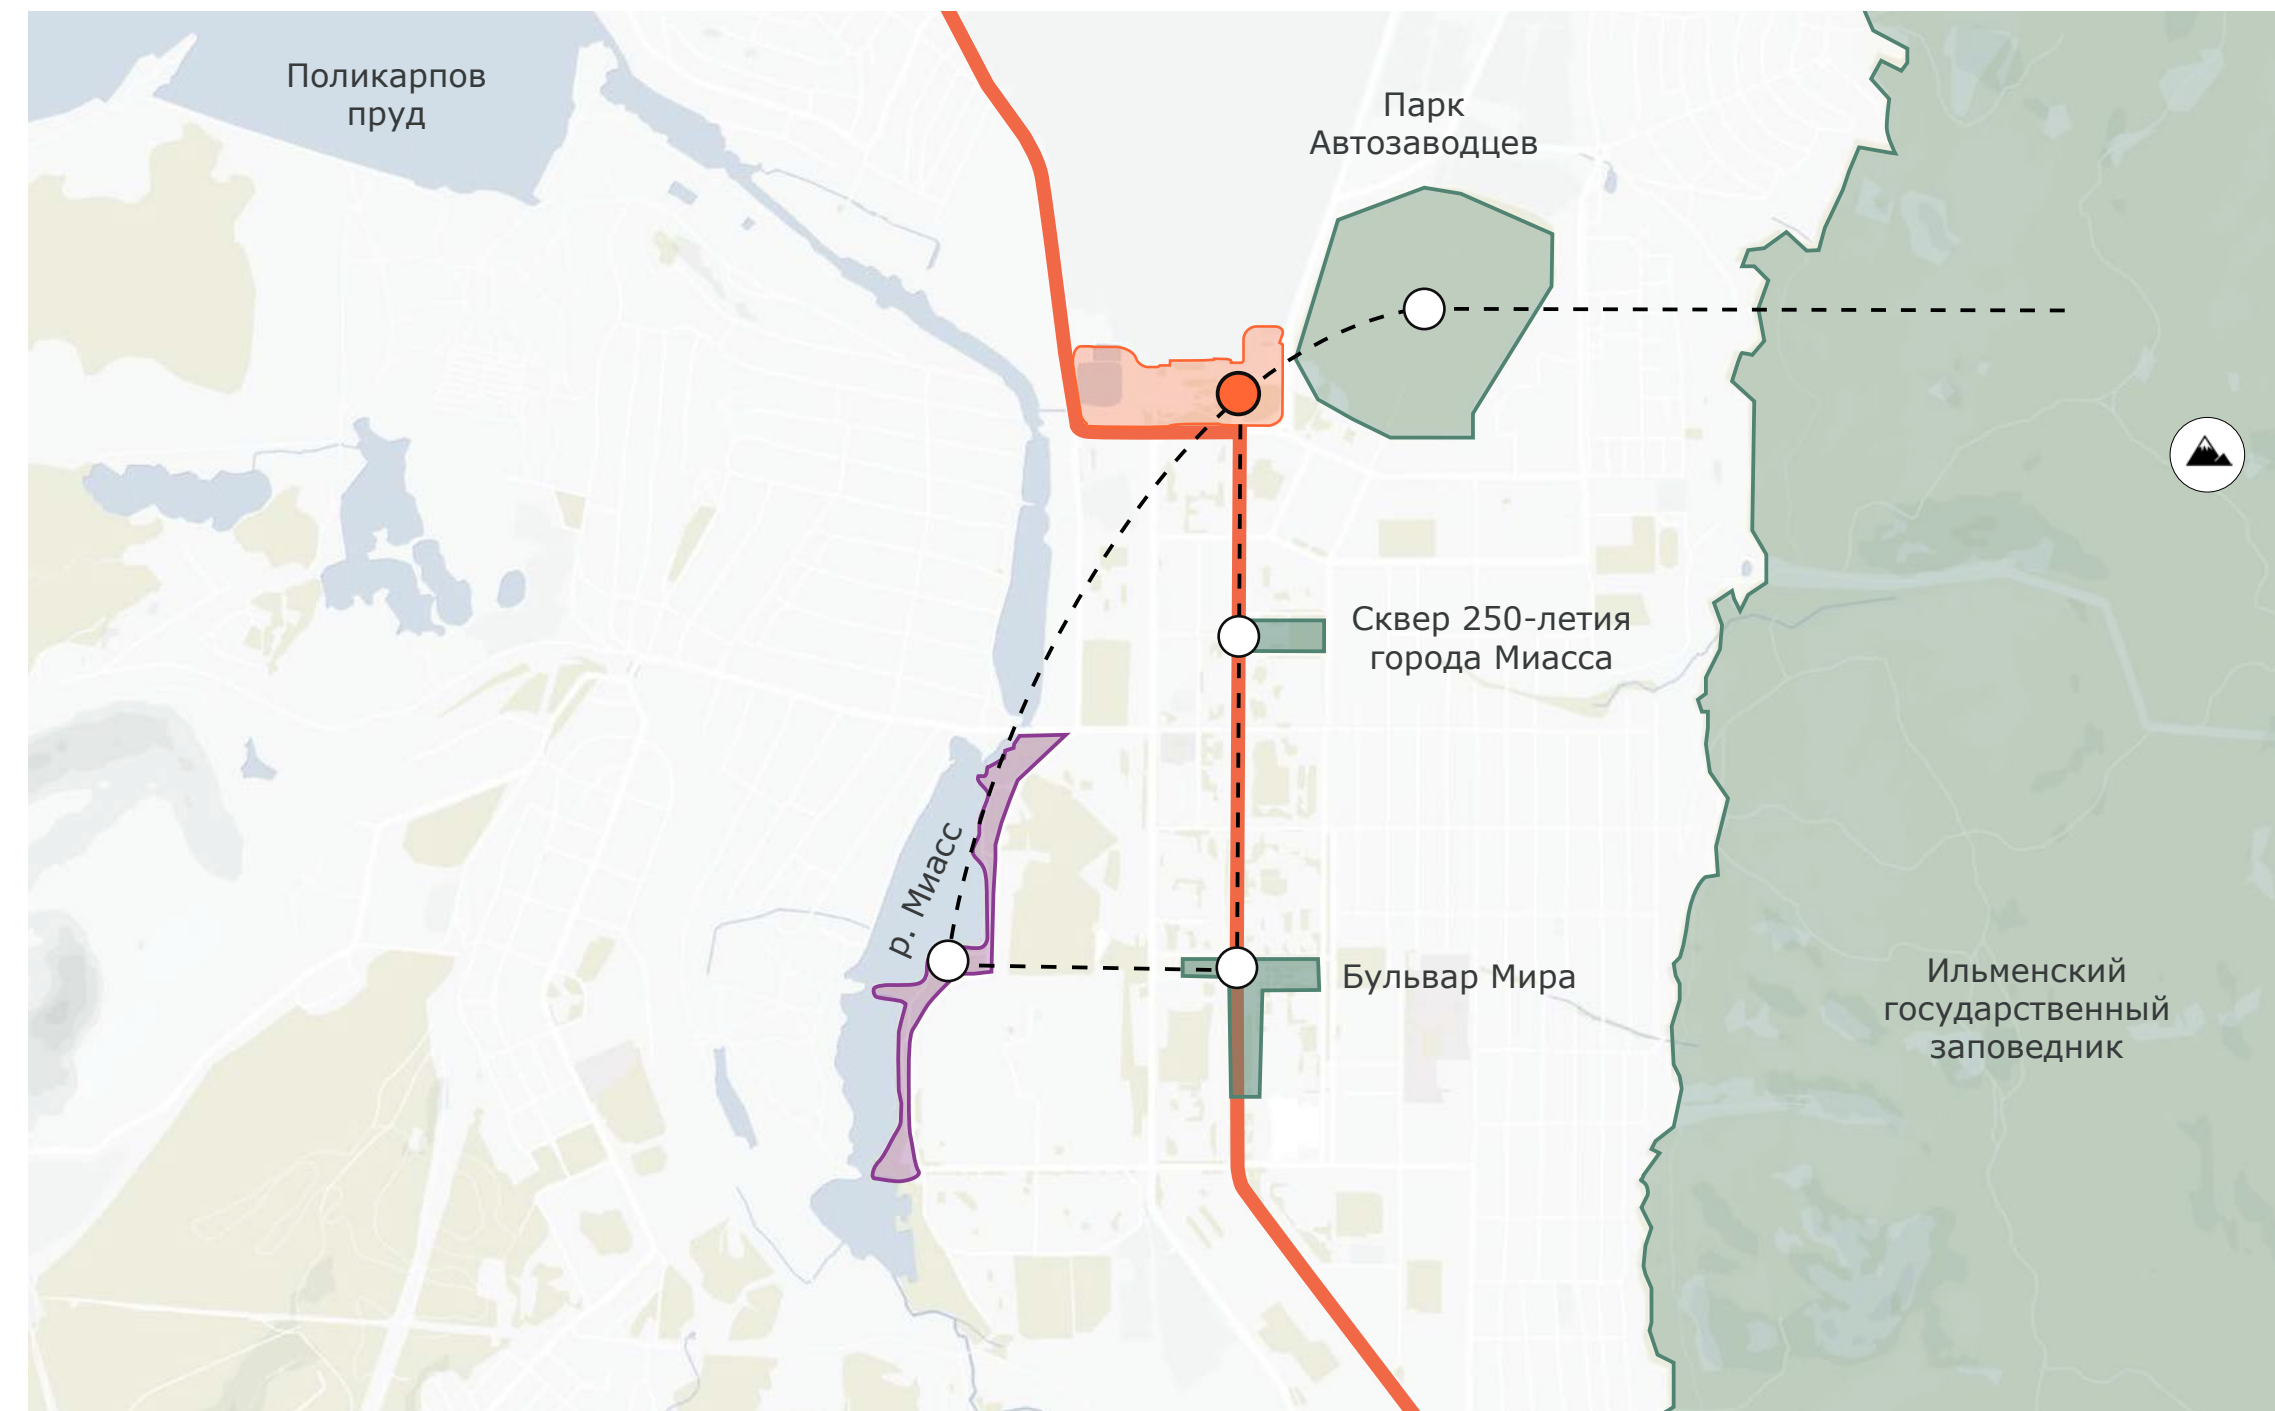 Поликарпов
пруд
Парк
Автозаводцев
Сквер 250-летия
города Миасса
р. Миасс
Бульвар Мира
Ильменский
государственный
заповедник